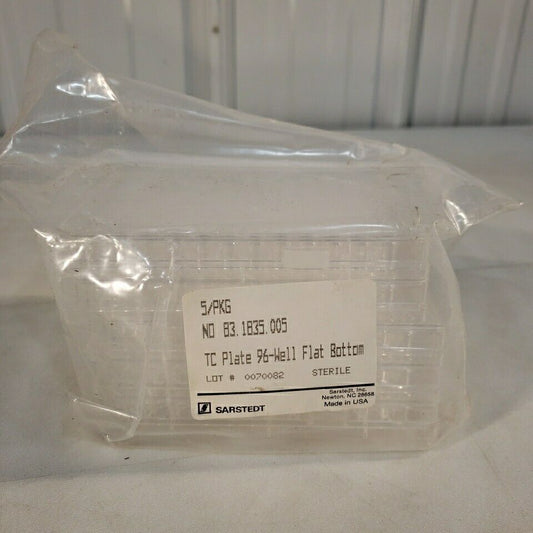 5/PKG
NO 83.1835.005
TC Plate 96-Well Flat Bottom
LOT # 0070082 STERILE
SARSTEDT
Sarstedt, Inc.
Newton, NC 28658
Made in USA